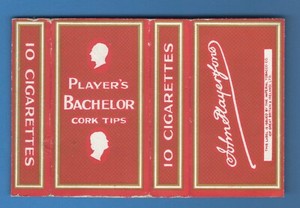 10 CIGARETTES
PLAYER'S
BACHELOR
CORK TIPS
10 CIGARETTES
John Player & Sons